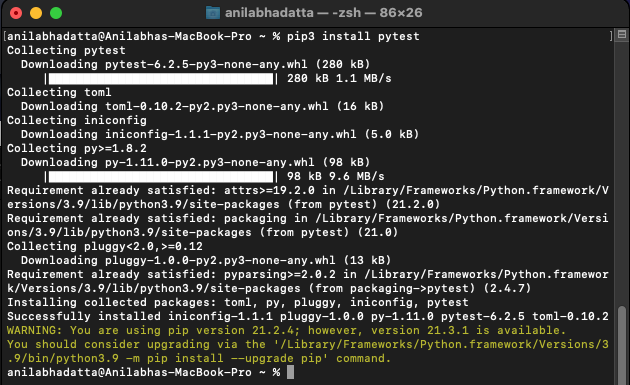 anilabhadatta — -zsh — 86×26
[anilabhadatta@Anilabhas-MacBook-Pro ~ % pip3 install pytest ]
Collecting pytest
  Downloading pytest-6.2.5-py3-none-any.whl (280 kB)
     |████████████████████████████████| 280 kB 1.1 MB/s
Collecting toml
  Downloading toml-0.10.2-py2.py3-none-any.whl (16 kB)
Collecting iniconfig
  Downloading iniconfig-1.1.1-py2.py3-none-any.whl (5.0 kB)
Collecting py>=1.8.2
  Downloading py-1.11.0-py2.py3-none-any.whl (98 kB)
     |████████████████████████████████| 98 kB 9.6 MB/s
Requirement already satisfied: attrs>=19.2.0 in /Library/Frameworks/Python.framework/V
ersions/3.9/lib/python3.9/site-packages (from pytest) (21.2.0)
Requirement already satisfied: packaging in /Library/Frameworks/Python.framework/Versi
ons/3.9/lib/python3.9/site-packages (from pytest) (21.0)
Collecting pluggy<2.0,>=0.12
  Downloading pluggy-1.0.0-py2.py3-none-any.whl (13 kB)
Requirement already satisfied: pyparsing>=2.0.2 in /Library/Frameworks/Python.framewor
k/Versions/3.9/lib/python3.9/site-packages (from packaging->pytest) (2.4.7)
Installing collected packages: toml, py, pluggy, iniconfig, pytest
Successfully installed iniconfig-1.1.1 pluggy-1.0.0 py-1.11.0 pytest-6.2.5 toml-0.10.2
WARNING: You are using pip version 21.2.4; however, version 21.3.1 is available.
You should consider upgrading via the '/Library/Frameworks/Python.framework/Versions/3
.9/bin/python3.9 -m pip install --upgrade pip' command.
anilabhadatta@Anilabhas-MacBook-Pro ~ %